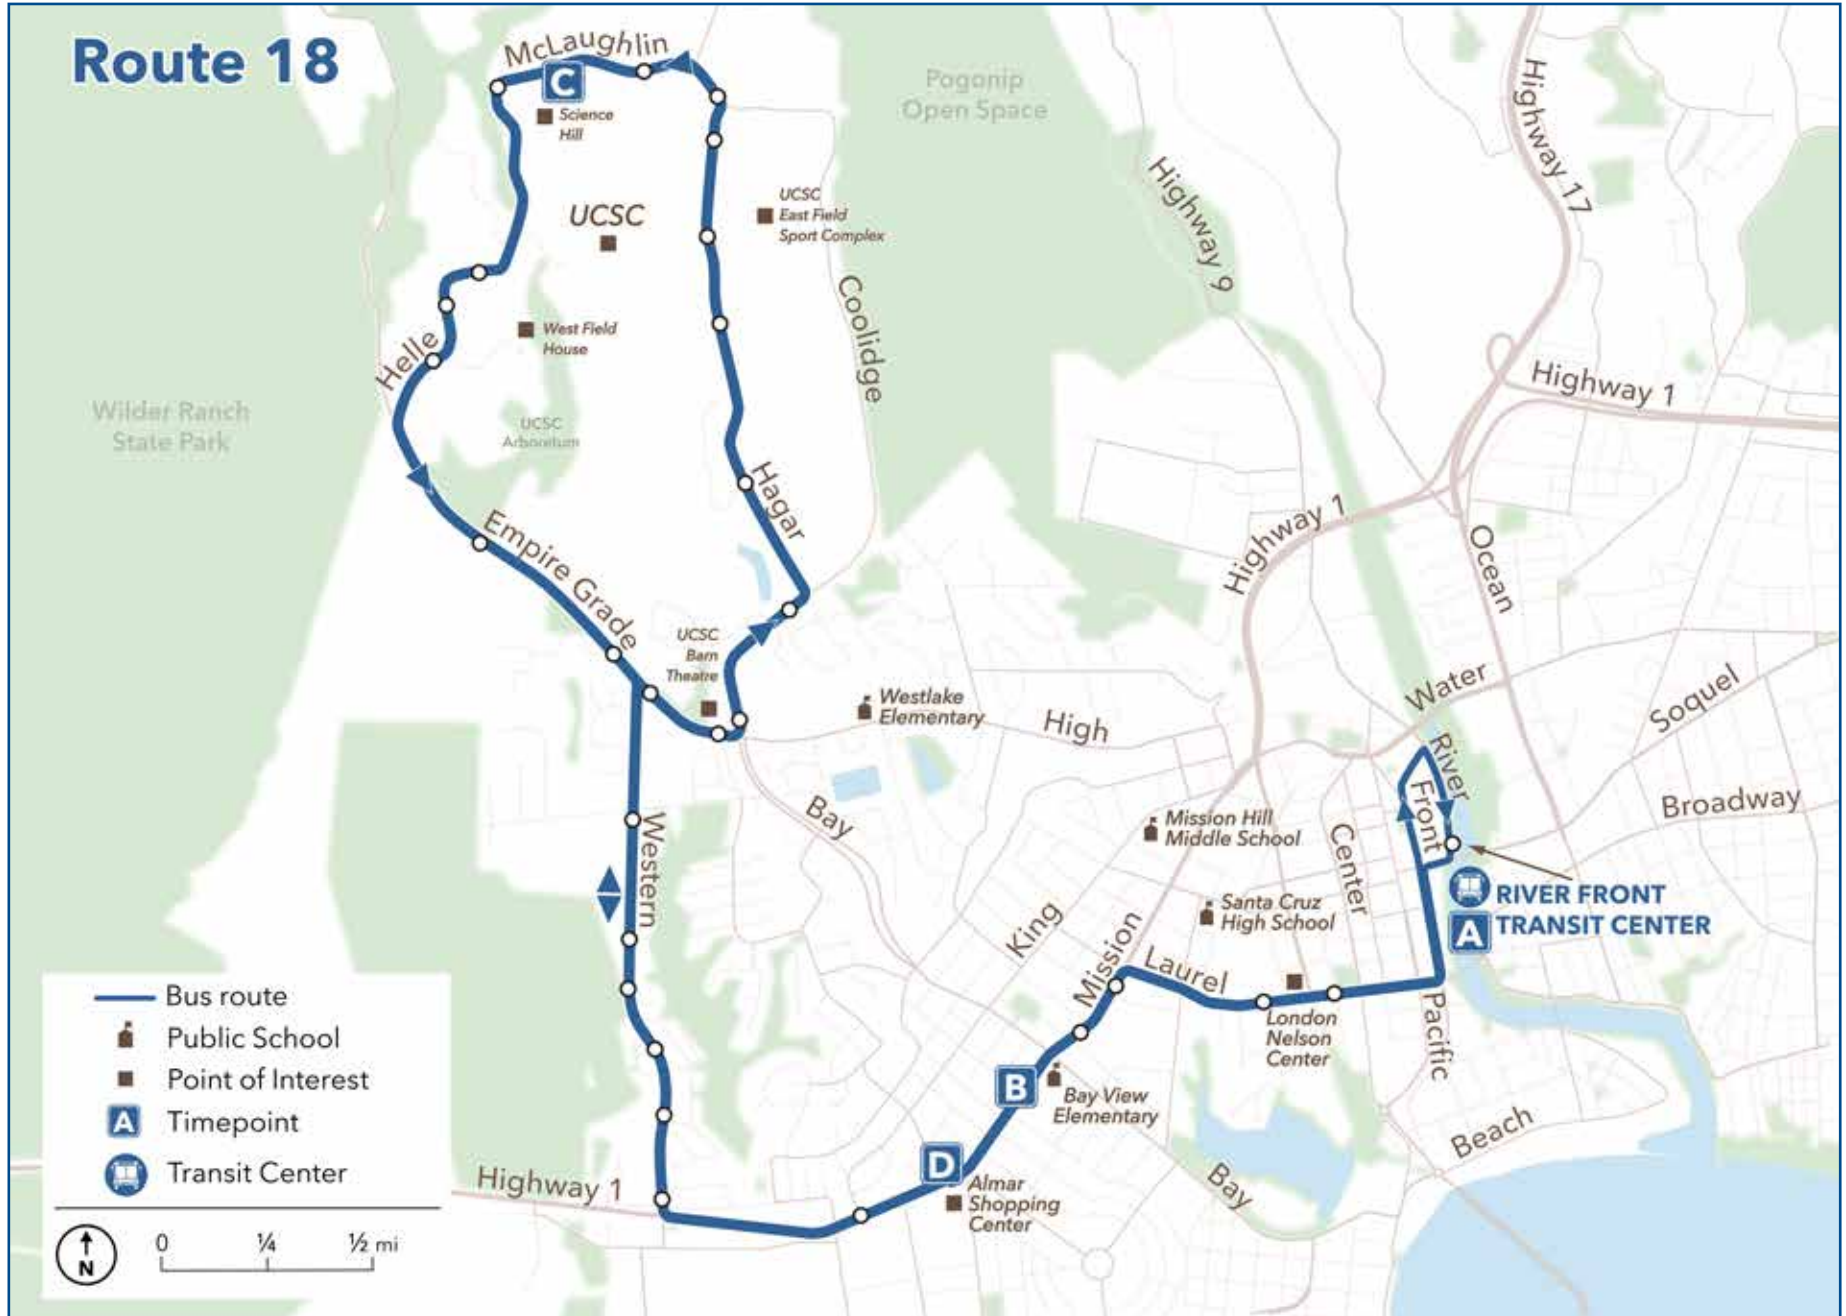 Route 18
McLaughlin
C
Science
Hill
UCSC
UCSC
East Field
Sport Complex
Pogonip
Open Space
Highway 17
Highway 9
Coolidge
West Field
House
Helle
Highway 1
Wilder Ranch
State Park
UCSC
Arboretum
Hagar
Highway 1
Ocean
Empire Grade
UCSC
Barn
Theatre
Westlake
Elementary
High
Water
Soquel
River
Front
Broadway
Bay
Western
Mission Hill
Middle School
Center
Santa Cruz
High School
RIVER FRONT
TRANSIT CENTER
A
King
Mission
Laurel
London
Nelson
Center
Pacific
B
Bay View
Elementary
Beach
D
Almar
Shopping
Center
Bay
Highway 1
Bus route
Public School
Point of Interest
A Timepoint
Transit Center
N
0 ¼ ½ mi